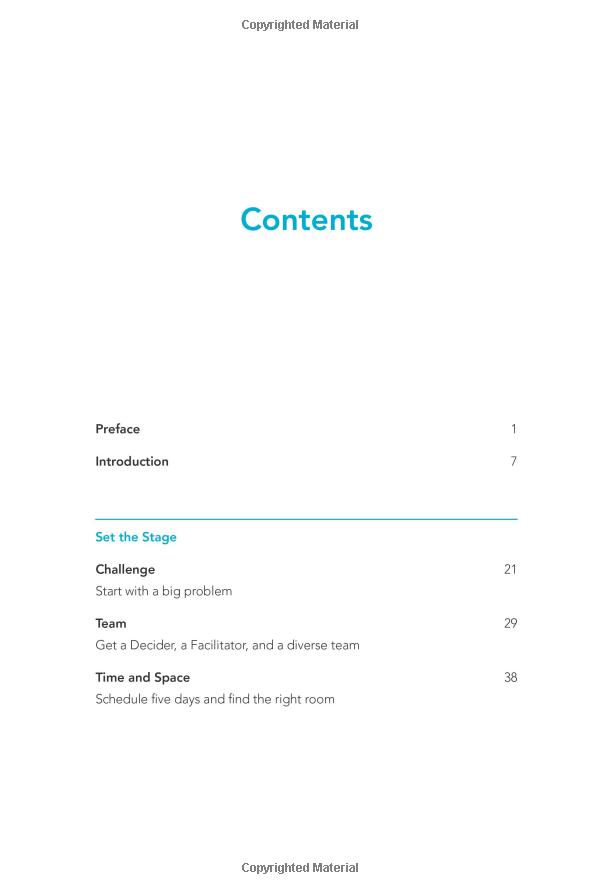 Copyrighted Material
Contents
Preface 1
Introduction 7
Set the Stage
Challenge 21
Start with a big problem
Team 29
Get a Decider, a Facilitator, and a diverse team
Time and Space 38
Schedule five days and find the right room
Copyrighted Material